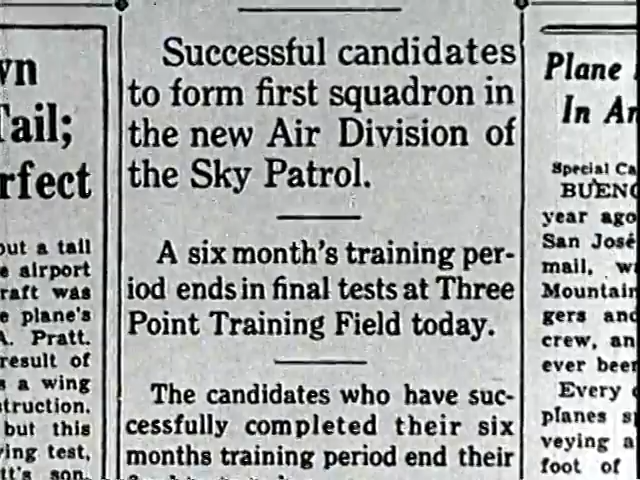 wn
Tail;
rfect
out a tail
e airport
raft was
e plane's
A. Pratt.
result of
s a wing
struction.
but this
ying test,
tt's son,
Successful candidates
to form first squadron in
the new Air Division of
the Sky Patrol.
A six month's training per-
iod ends in final tests at Three
Point Training Field today.
The candidates who have suc-
cessfully completed their six
months training period end their
Plane
In Ar
Special Ca
BUENO
year ago
San José
mail, w
Mountain
gers and
crew, an
ever been
Every
planes s
veying a
foot of